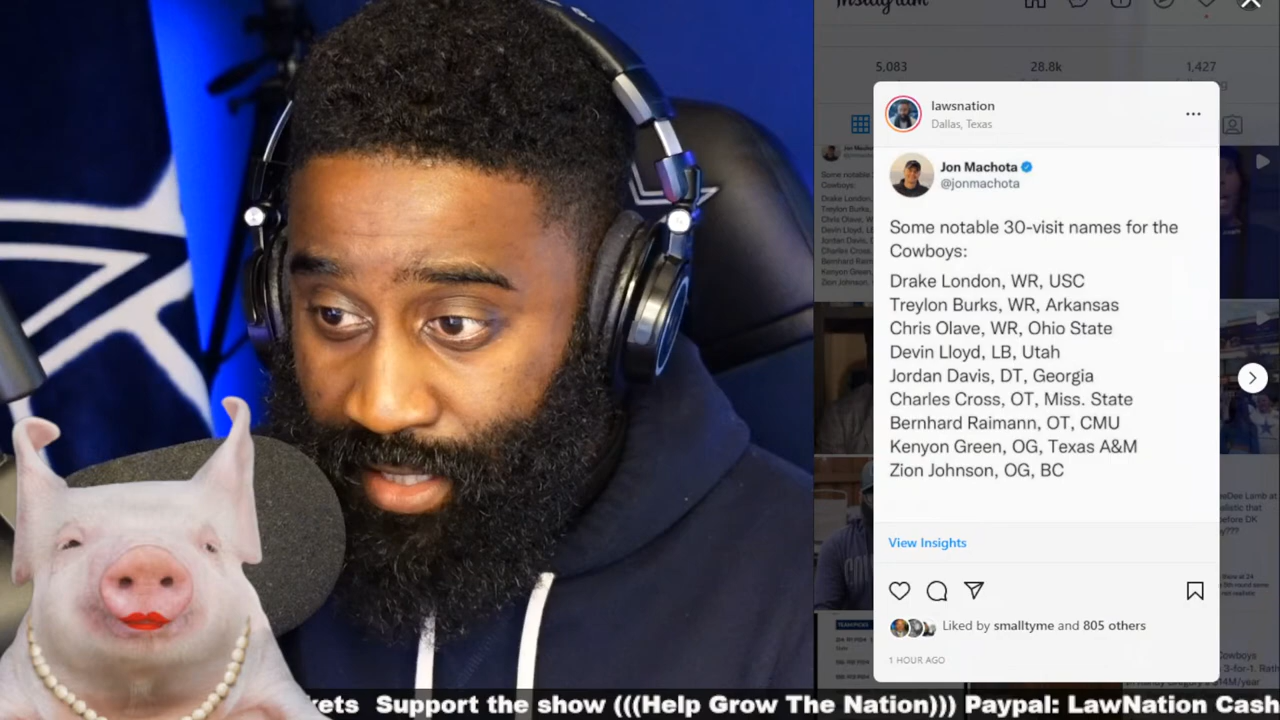 Instagram
5,083
28.8k
1,427
lawsnation
Dallas, Texas
Jon Machota
@jonmachota
Some notable 30-visit names for the
Cowboys:
Drake London, WR, USC
Treylon Burks, WR, Arkansas
Chris Olave, WR, Ohio State
Devin Lloyd, LB, Utah
Jordan Davis, DT, Georgia
Charles Cross, OT, Miss. State
Bernhard Raimann, OT, CMU
Kenyon Green, OG, Texas A&M
Zion Johnson, OG, BC
View Insights
Liked by smalltyme and 805 others
1 HOUR AGO
Support the show (((Help Grow The Nation))) Paypal: LawNation Cash